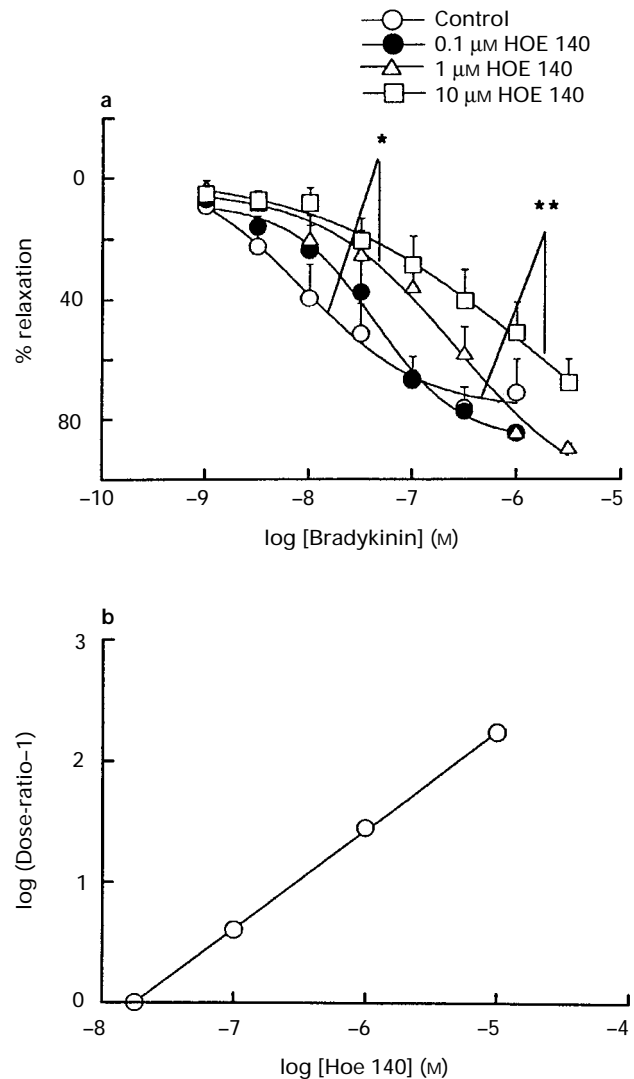 Control
0.1 µM HOE 140
1 µM HOE 140
10 µM HOE 140
a
*
**
0
40
80
% relaxation
–10 –9 –8 –7 –6 –5
log [Bradykinin] (M)
b
3
2
1
0
log (Dose-ratio–1)
–8 –7 –6 –5 –4
log [Hoe 140] (M)